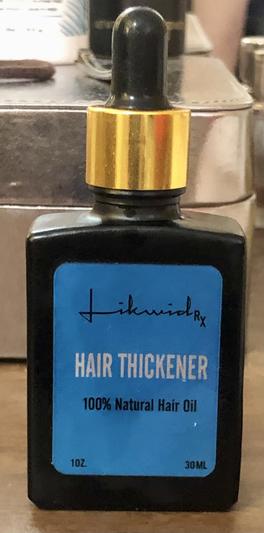 LikwidRx
HAIR THICKENER
100% Natural Hair Oil
1OZ. 30ML